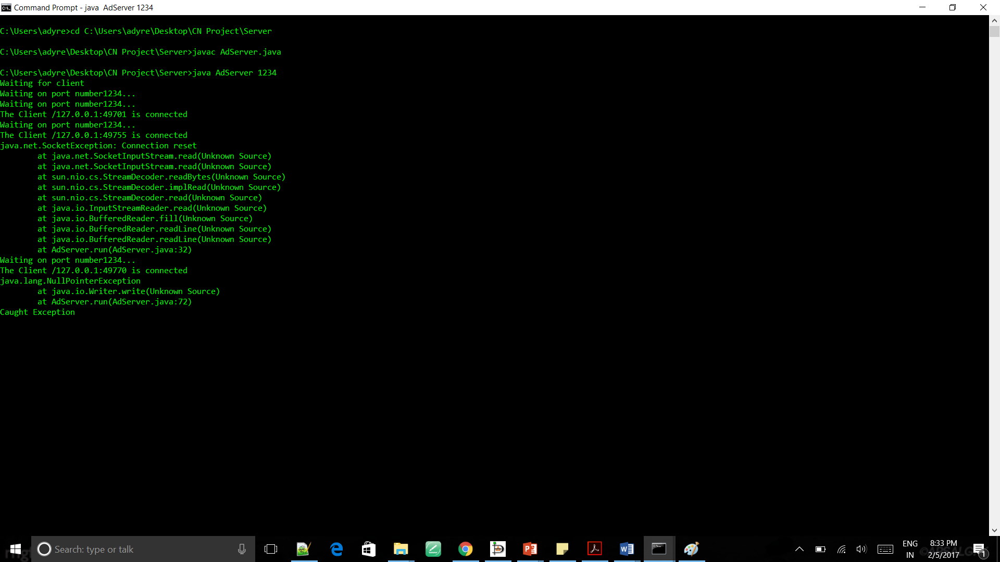 Command Prompt - java  AdServer 1234
C:\Users\adyre>cd C:\Users\adyre\Desktop\CN Project\Server
C:\Users\adyre\Desktop\CN Project\Server>javac AdServer.java
C:\Users\adyre\Desktop\CN Project\Server>java AdServer 1234
Waiting for client
Waiting on port number1234...
Waiting on port number1234...
The Client /127.0.0.1:49701 is connected
Waiting on port number1234...
The Client /127.0.0.1:49755 is connected
java.net.SocketException: Connection reset
        at java.net.SocketInputStream.read(Unknown Source)
        at java.net.SocketInputStream.read(Unknown Source)
        at sun.nio.cs.StreamDecoder.readBytes(Unknown Source)
        at sun.nio.cs.StreamDecoder.implRead(Unknown Source)
        at sun.nio.cs.StreamDecoder.read(Unknown Source)
        at java.io.InputStreamReader.read(Unknown Source)
        at java.io.BufferedReader.fill(Unknown Source)
        at java.io.BufferedReader.readLine(Unknown Source)
        at java.io.BufferedReader.readLine(Unknown Source)
        at AdServer.run(AdServer.java:32)
Waiting on port number1234...
The Client /127.0.0.1:49770 is connected
java.lang.NullPointerException
        at java.io.Writer.write(Unknown Source)
        at AdServer.run(AdServer.java:72)
Caught Exception
Search: type or talk
ENG
IN
8:33 PM
2/5/2017
1